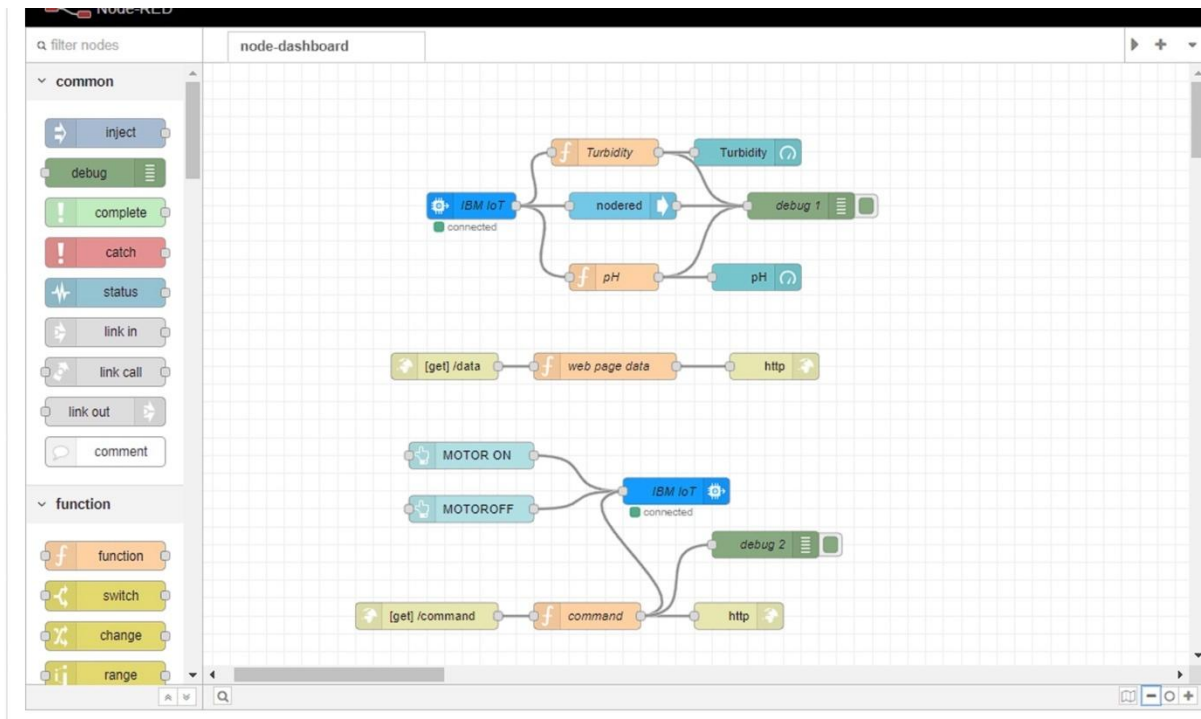 Node-RED
filter nodes
node-dashboard
common
inject
debug
complete
catch
status
link in
link call
link out
comment
function
function
switch
change
range
Turbidity
Turbidity
IBM IoT
connected
nodered
debug 1
pH
pH
[get] /data
web page data
http
MOTOR ON
MOTOROFF
IBM IoT
connected
debug 2
[get] /command
command
http